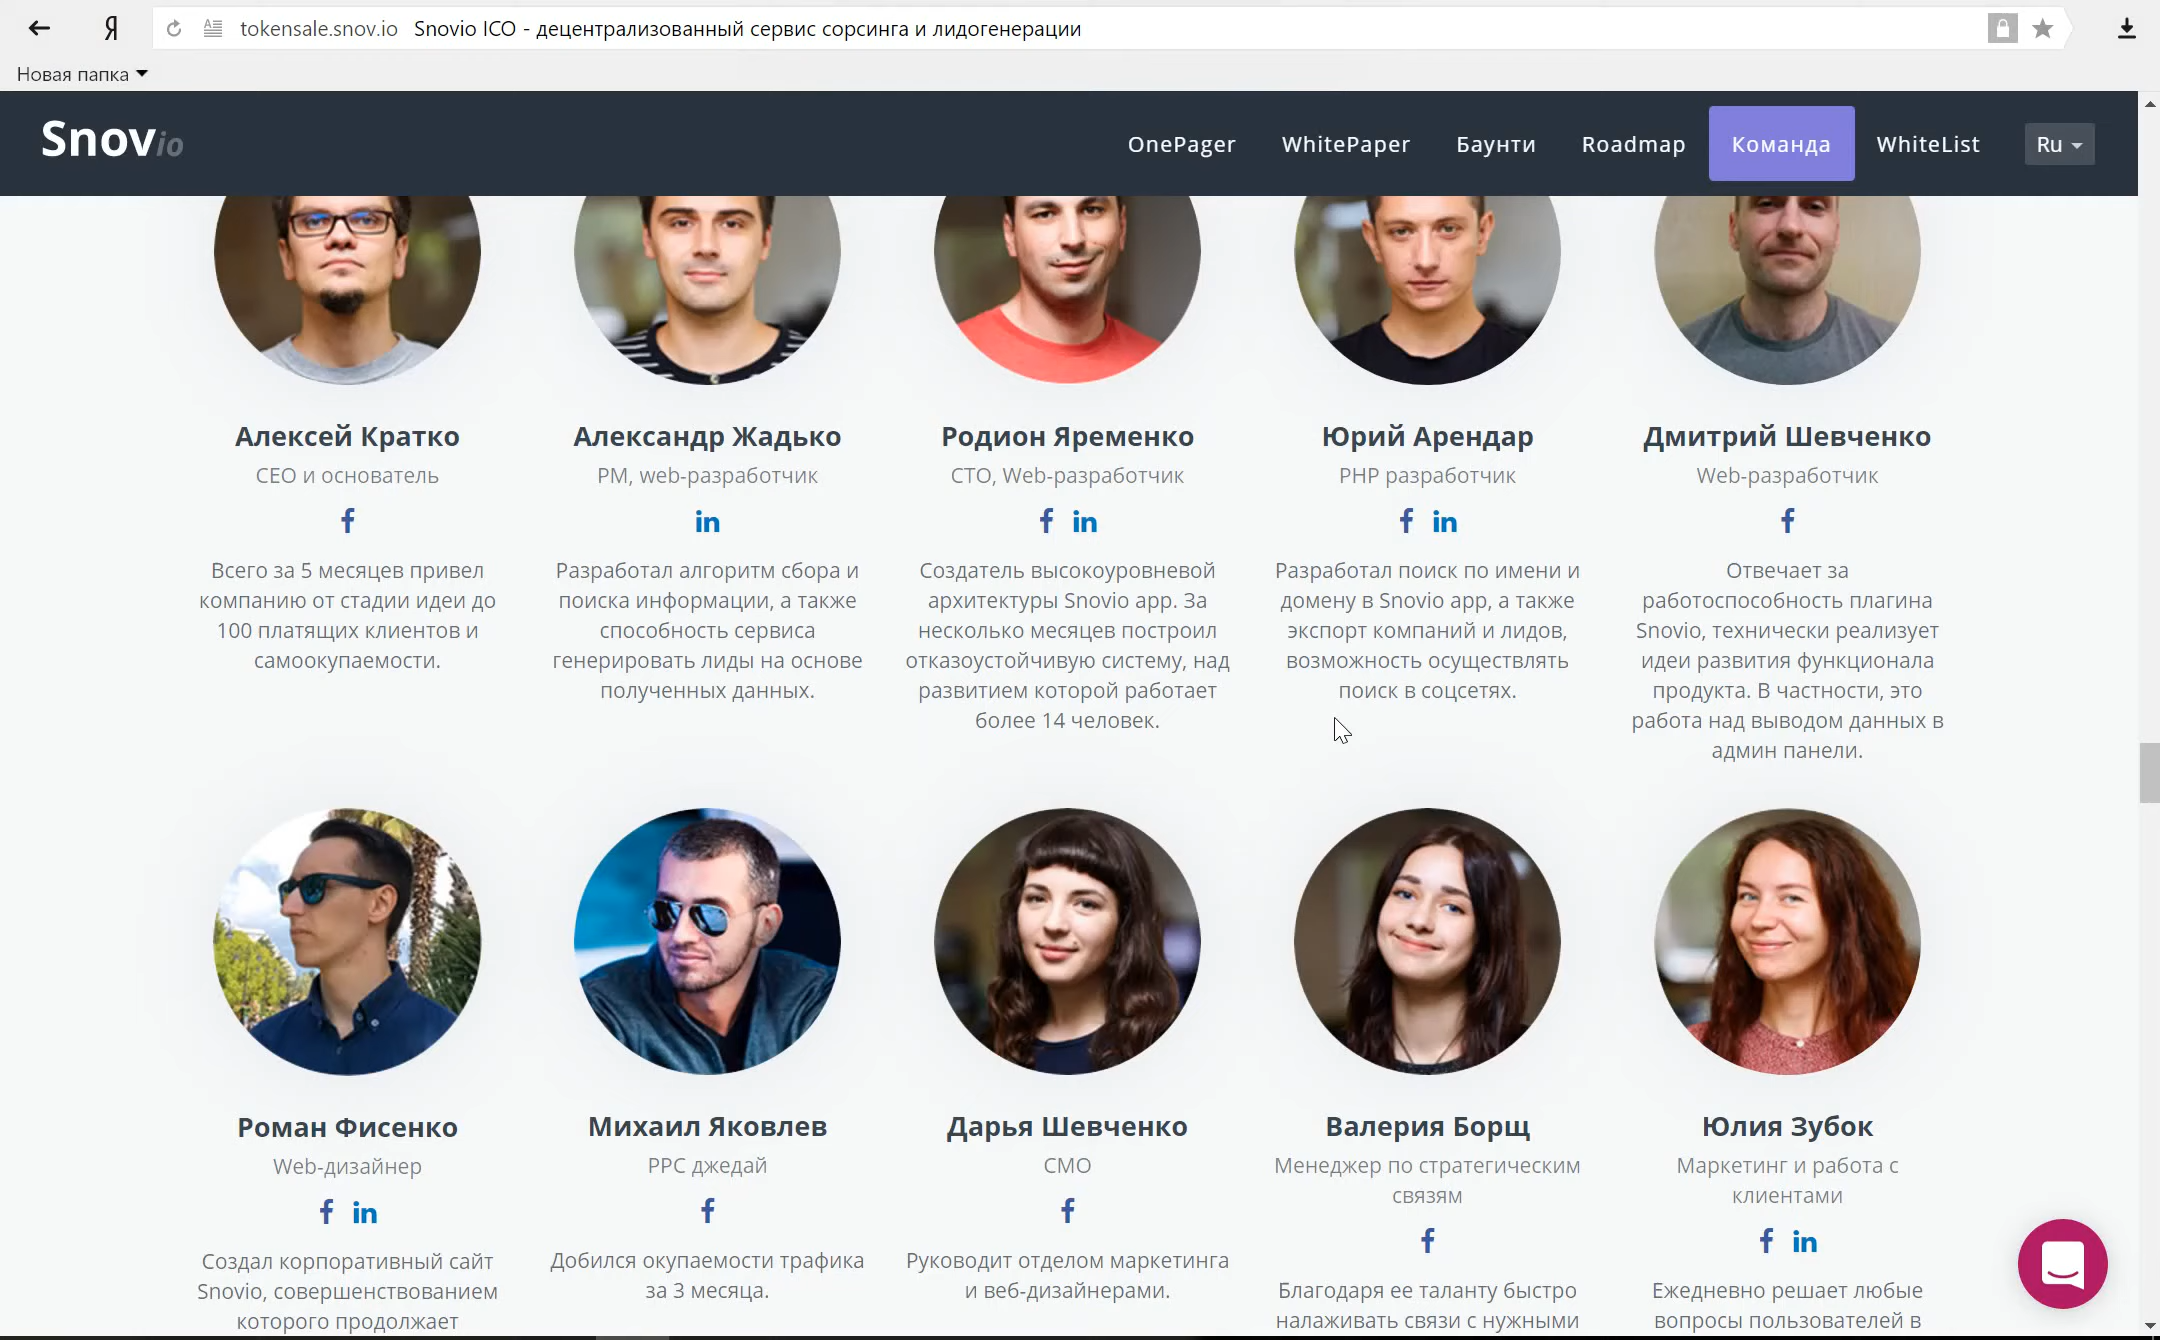 Я
tokensale.snov.io Snovio ICO - децентрализованный сервис сорсинга и лидогенерации
Новая папка
Snovio
OnePager WhitePaper Баунти Roadmap Команда WhiteList Ru
Алексей Кратко
CEO и основатель
f
Всего за 5 месяцев привел
компанию от стадии идеи до
100 платящих клиентов и
самоокупаемости.
Александр Жадько
PM, web-разработчик
in
Разработал алгоритм сбора и
поиска информации, а также
способность сервиса
генерировать лиды на основе
полученных данных.
Родион Яременко
CTO, Web-разработчик
f in
Создатель высокоуровневой
архитектуры Snovio app. За
несколько месяцев построил
отказоустойчивую систему, над
развитием которой работает
более 14 человек.
Юрий Арендар
PHP разработчик
f in
Разработал поиск по имени и
домену в Snovio app, а также
экспорт компаний и лидов,
возможность осуществлять
поиск в соцсетях.
Дмитрий Шевченко
Web-разработчик
f
Отвечает за
работоспособность плагина
Snovio, технически реализует
идеи развития функционала
продукта. В частности, это
работа над выводом данных в
админ панели.
Роман Фисенко
Web-дизайнер
f in
Создал корпоративный сайт
Snovio, совершенствованием
которого продолжает
Михаил Яковлев
PPC джедай
f
Добился окупаемости трафика
за 3 месяца.
Дарья Шевченко
CMO
f
Руководит отделом маркетинга
и веб-дизайнерами.
Валерия Борщ
Менеджер по стратегическим
связям
f
Благодаря ее таланту быстро
налаживать связи с нужными
Юлия Зубок
Маркетинг и работа с
клиентами
f in
Ежедневно решает любые
вопросы пользователей в